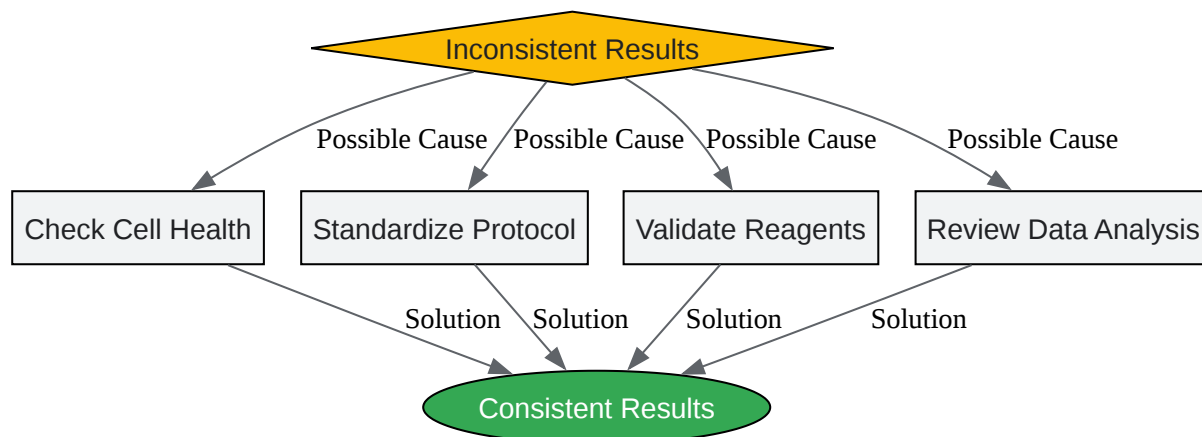 Inconsistent Results
Possible Cause
Possible Cause
Possible Cause
Possible Cause
Check Cell Health
Standardize Protocol
Validate Reagents
Review Data Analysis
Solution
Solution
Solution
Solution
Consistent Results